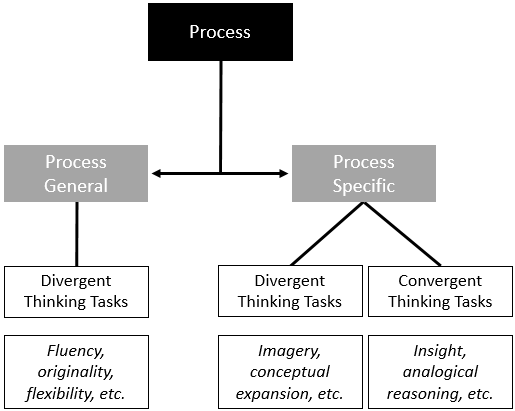 Process
Process
General
Process
Specific
Divergent
Thinking Tasks
Divergent
Thinking Tasks
Convergent
Thinking Tasks
Fluency,
originality,
flexibility, etc.
Imagery,
conceptual
expansion, etc.
Insight,
analogical
reasoning, etc.